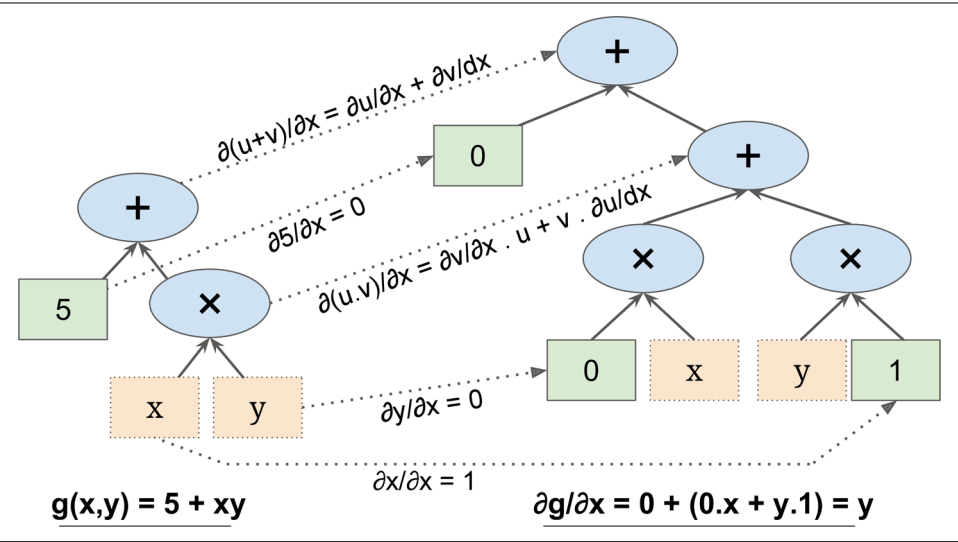 +
∂(u+v)/∂x = ∂u/∂x + ∂v/dx
0
+
+
∂5/∂x = 0
∂(u.v)/∂x = ∂v/∂x . u + v . ∂u/dx
×
×
5
×
0
x
y
1
x
y
∂y/∂x = 0
∂x/∂x = 1
g(x,y) = 5 + xy
∂g/∂x = 0 + (0.x + y.1) = y